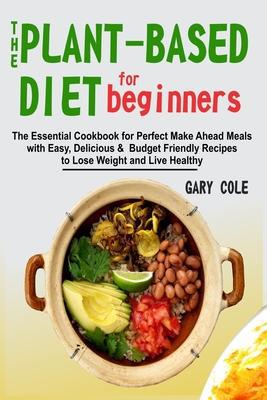 THE PLANT-BASED
DIET for beginners
The Essential Cookbook for Perfect Make Ahead Meals
with Easy, Delicious & Budget Friendly Recipes
to Lose Weight and Live Healthy
GARY COLE